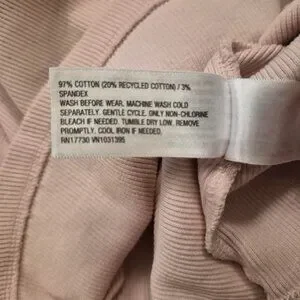 97% COTTON (20% RECYCLED COTTON) / 3%
SPANDEX
WASH BEFORE WEAR. MACHINE WASH COLD
SEPARATELY. GENTLE CYCLE. ONLY NON-CHLORINE
BLEACH IF NEEDED. TUMBLE DRY LOW. REMOVE
PROMPTLY. COOL IRON IF NEEDED.
RN17730 VN1031395